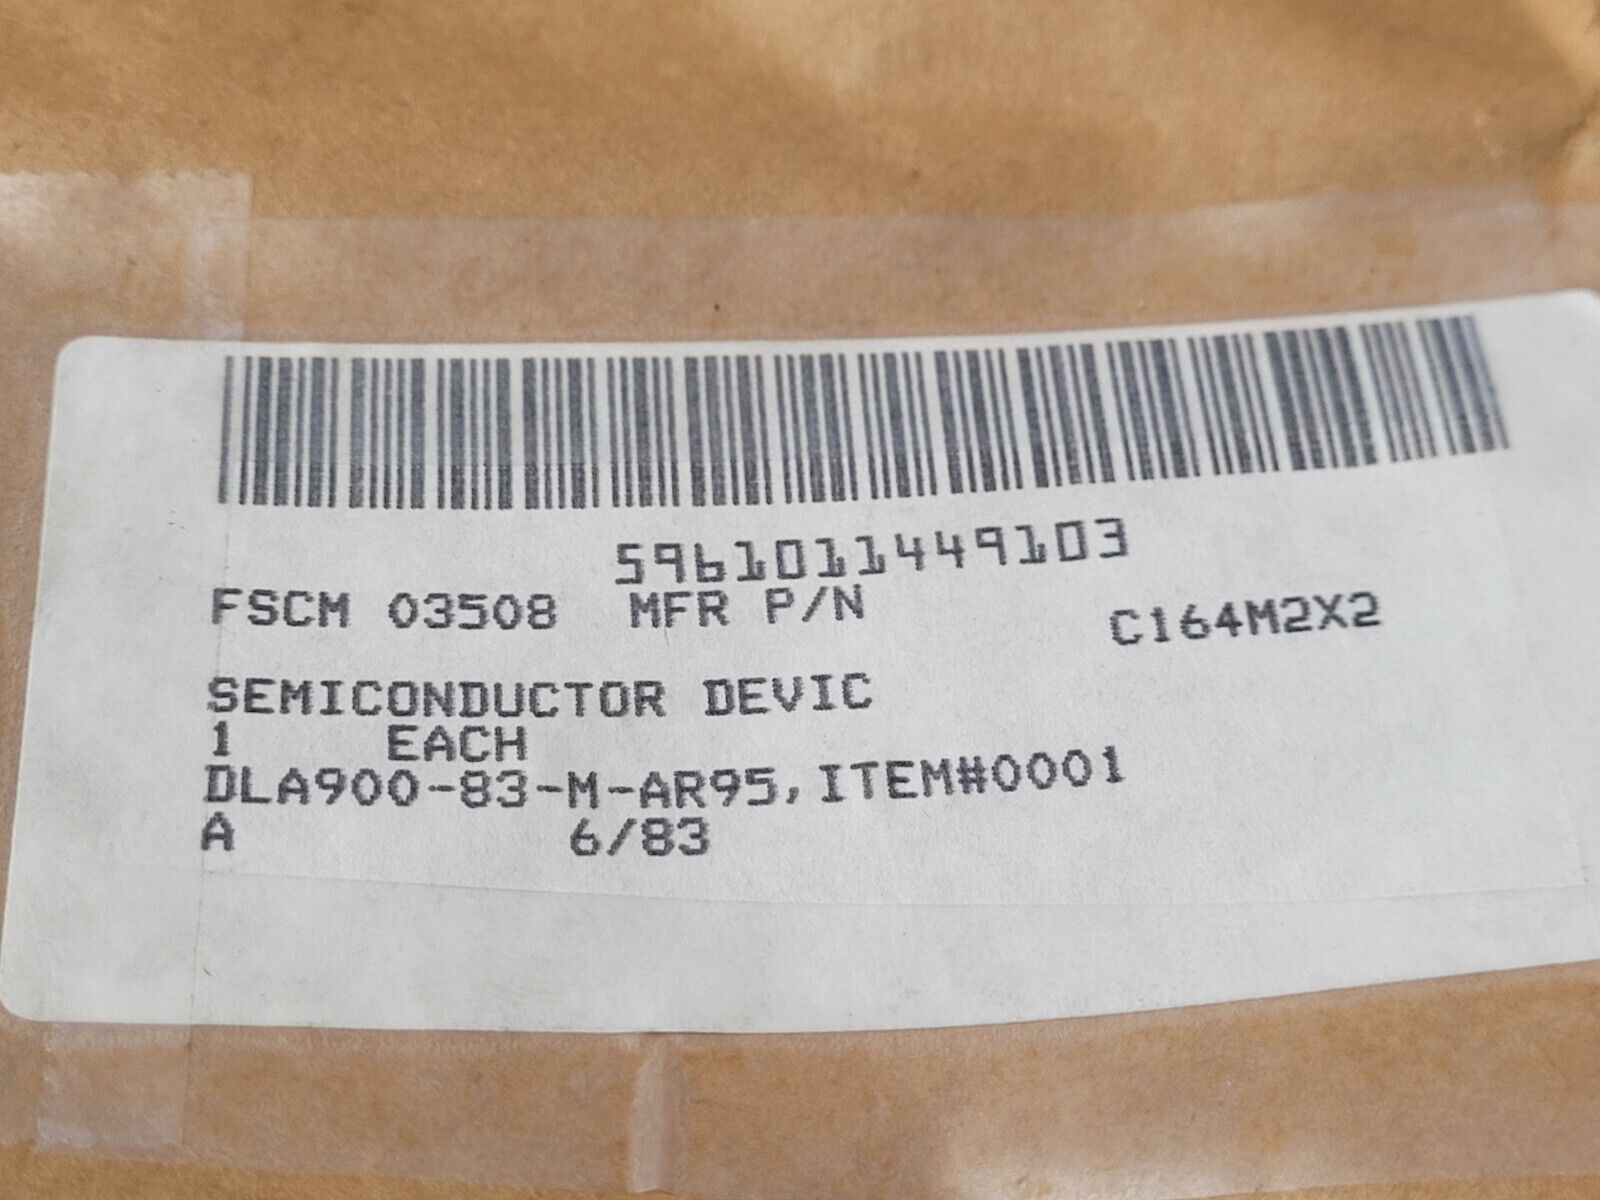 5961011449103
FSCM 03508 MFR P/N C164M2X2
SEMICONDUCTOR DEVIC
1 EACH
DLA900-83-M-AR95, ITEM#0001
A 6/83